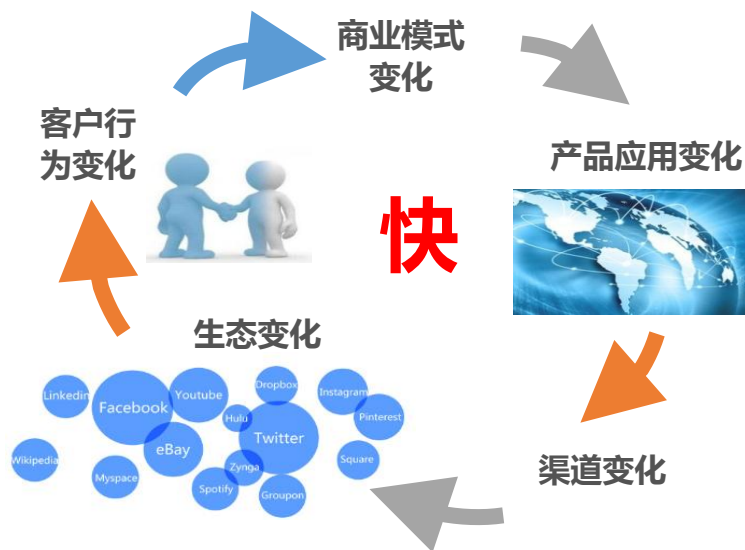 商业模式
变化
客户行
为变化
产品应用变化
快
生态变化
Linkedin
Facebook
Youtube
Dropbox
Instagram
Hulu
Pinterest
Twitter
eBay
Wikipedia
Myspace
Zynga
Square
Spotify
Groupon
渠道变化